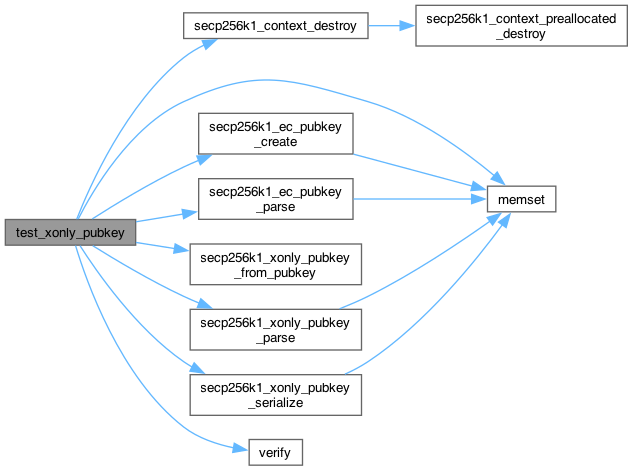 secp256k1_context_destroy
secp256k1_context_preallocated
_destroy
secp256k1_ec_pubkey
_create
secp256k1_ec_pubkey
_parse
memset
test_xonly_pubkey
secp256k1_xonly_pubkey
_from_pubkey
secp256k1_xonly_pubkey
_parse
secp256k1_xonly_pubkey
_serialize
verify